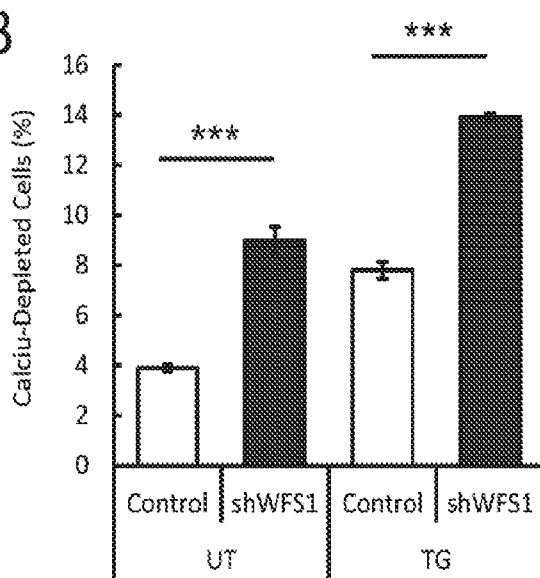 B
***
16
***
14
12
10
8
6
4
2
0
Calciu-Depleted Cells (%)
Control shWFS1 Control shWFS1
UT TG